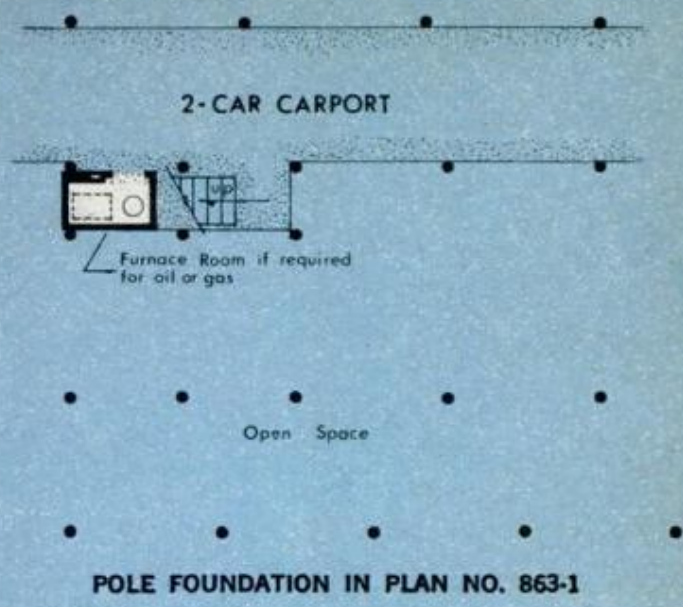 2-CAR CARPORT
up
Furnace Room if required
for oil or gas
Open Space
POLE FOUNDATION IN PLAN NO. 863-1